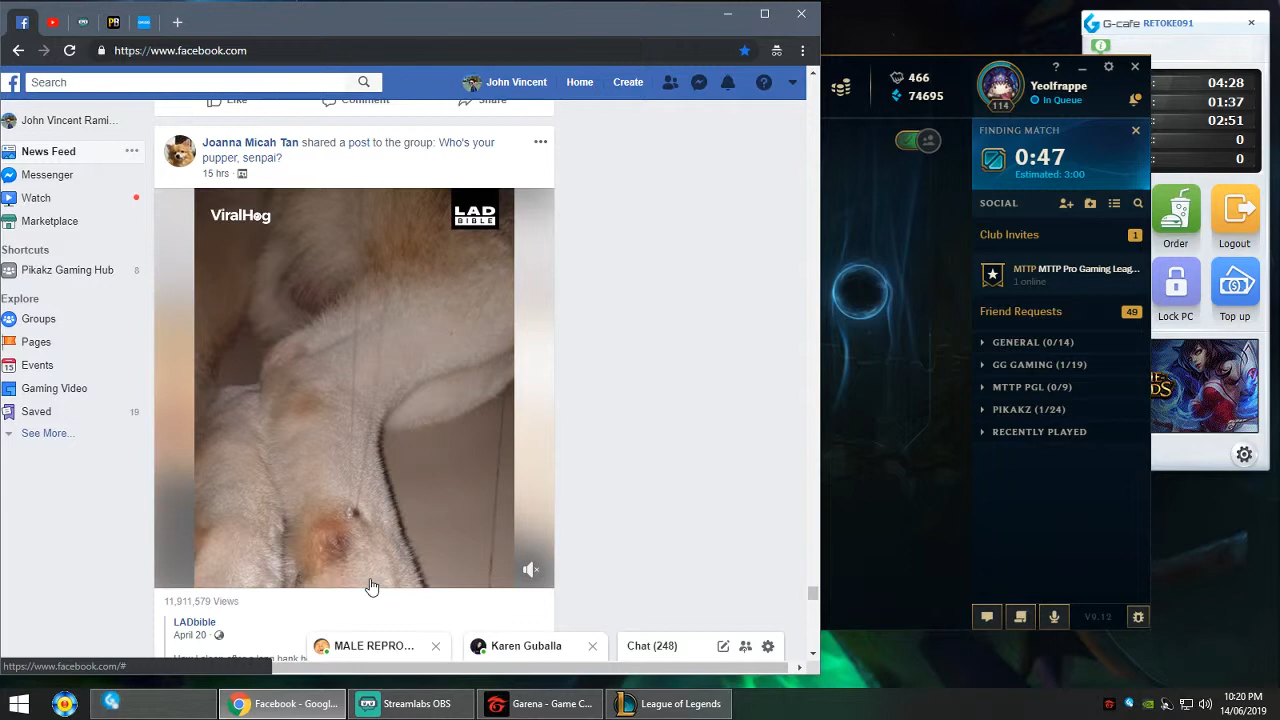 https://www.facebook.com
Search
John Vincent
Home
Create
John Vincent Rami...
News Feed
Messenger
Watch
Marketplace
Shortcuts
Pikakz Gaming Hub
8
Explore
Groups
Pages
Events
Gaming Video
Saved
19
See More...
Like
Comment
Share
Joanna Micah Tan shared a post to the group: Who's your
pupper, senpai?
15 hrs
ViralHog
LAD
BIBLE
11,911,579 Views
LADbible
April 20
MALE REPRO...
Karen Guballa
Chat (248)
https://www.facebook.com/#
466
74695
114
Yeolfrappe
In Queue
FINDING MATCH
0:47
Estimated: 3:00
SOCIAL
Club Invites
1
MTTP MTTP Pro Gaming Leag...
1 online
Friend Requests
49
GENERAL (0/14)
GG GAMING (1/19)
MTTP PGL (0/9)
PIKAKZ (1/24)
RECENTLY PLAYED
V9.12
G-cafe RETOKE091
: 04:28
: 01:37
: 02:51
: 0
: 0
Order
Logout
Lock PC
Top up
Facebook - Googl...
Streamlabs OBS
Garena - Game C...
League of Legends
10:20 PM
14/06/2019